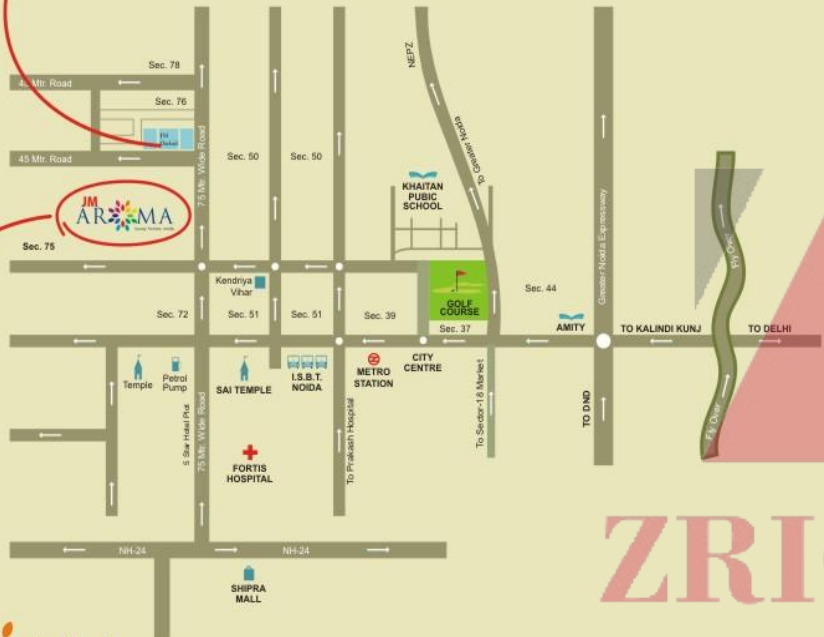 Sec. 78
45 Mtr. Road
Sec. 76
JM
45 Mtr. Road
75 Mtr. Wide Road
Sec. 50
Sec. 50
NEPZ
To Greater Noida
KHAITAN
PUBIC
SCHOOL
Greater Noida Expressway
Fly Over
JM
AROMA
Sec. 75
Kendriya
Vihar
GOLF
COURSE
Sec. 44
Sec. 72
Sec. 51
Sec. 51
Sec. 39
Sec. 37
AMITY
TO KALINDI KUNJ
TO DELHI
Temple
Petrol
Pump
SAI TEMPLE
I.S.B.T.
NOIDA
METRO
STATION
CITY
CENTRE
5 Star Hotel Plot
75 Mtr. Wide Road
To Prakash Hospital
To Sector-18 Market
TO DND
Fly Over
FORTIS
HOSPITAL
NH-24
NH-24
SHIPRA
MALL
ZRI